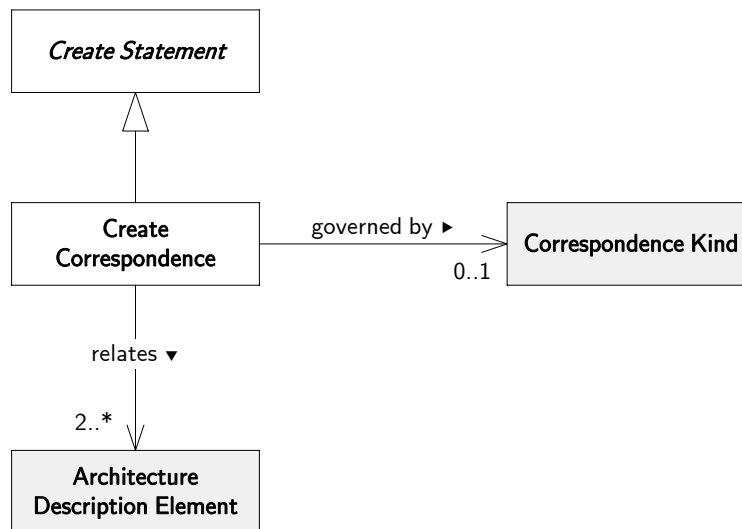 Create Statement
Create
Correspondence
governed by ▶
0..1
Correspondence Kind
relates ▼
2..*
Architecture
Description Element